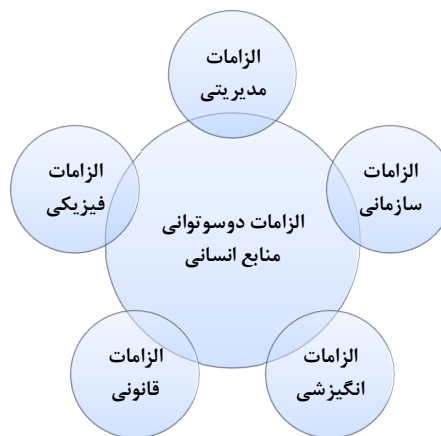 الزامات
مدیریتی
الزامات
سازمانی
الزامات
فیزیکی
الزامات دوسوتوانی
منابع انسانی
الزامات
انگیزشی
الزامات
قانونی